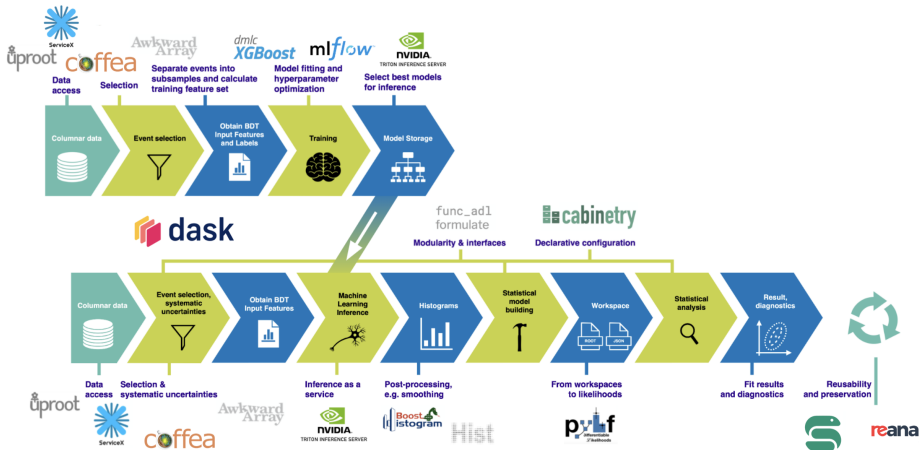 ServiceX
uproot
coffea
Awkward
Array
dmlc
XGBoost
mlflow
NVIDIA.
TRITON INFERENCE SERVER
Data
access
Selection
Separate events into
subsamples and calculate
training feature set
Model fitting and
hyperparameter
optimization
Select best models
for inference
Columnar data
Event selection
Obtain BDT
Input Features
and Labels
Training
Model Storage
dask
func_adl
formulate
cabinetry
Modularity & interfaces
Declarative configuration
Columnar data
Event selection,
systematic
uncertainties
Obtain BDT
Input Features
Machine
Learning
Inference
Histograms
Statistical
model
building
Workspace
ROOT
JSON
Statistical
analysis
Result,
diagnostics
Data
access
Selection &
systematic uncertainties
Inference as a
service
Post-processing,
e.g. smoothing
From workspaces
to likelihoods
Fit results
and diagnostics
Reusability
and preservation
uproot
ServiceX
coffea
Awkward
Array
NVIDIA.
TRITON INFERENCE SERVER
Boost
Histogram
Hist
pyhf
differentiable
likelihoods
reana